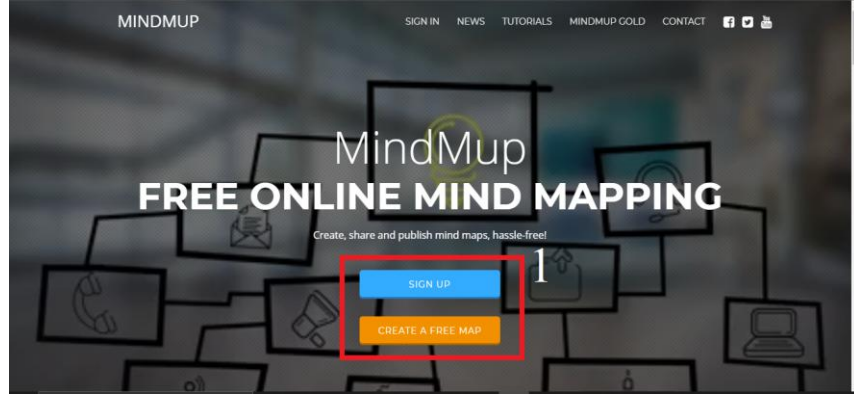 MINDMUP
SIGN IN NEWS TUTORIALS MINDMUP GOLD CONTACT
MindMup
FREE ONLINE MIND MAPPING
Create, share and publish mind maps, hassle-free!
1
SIGN UP
CREATE A FREE MAP